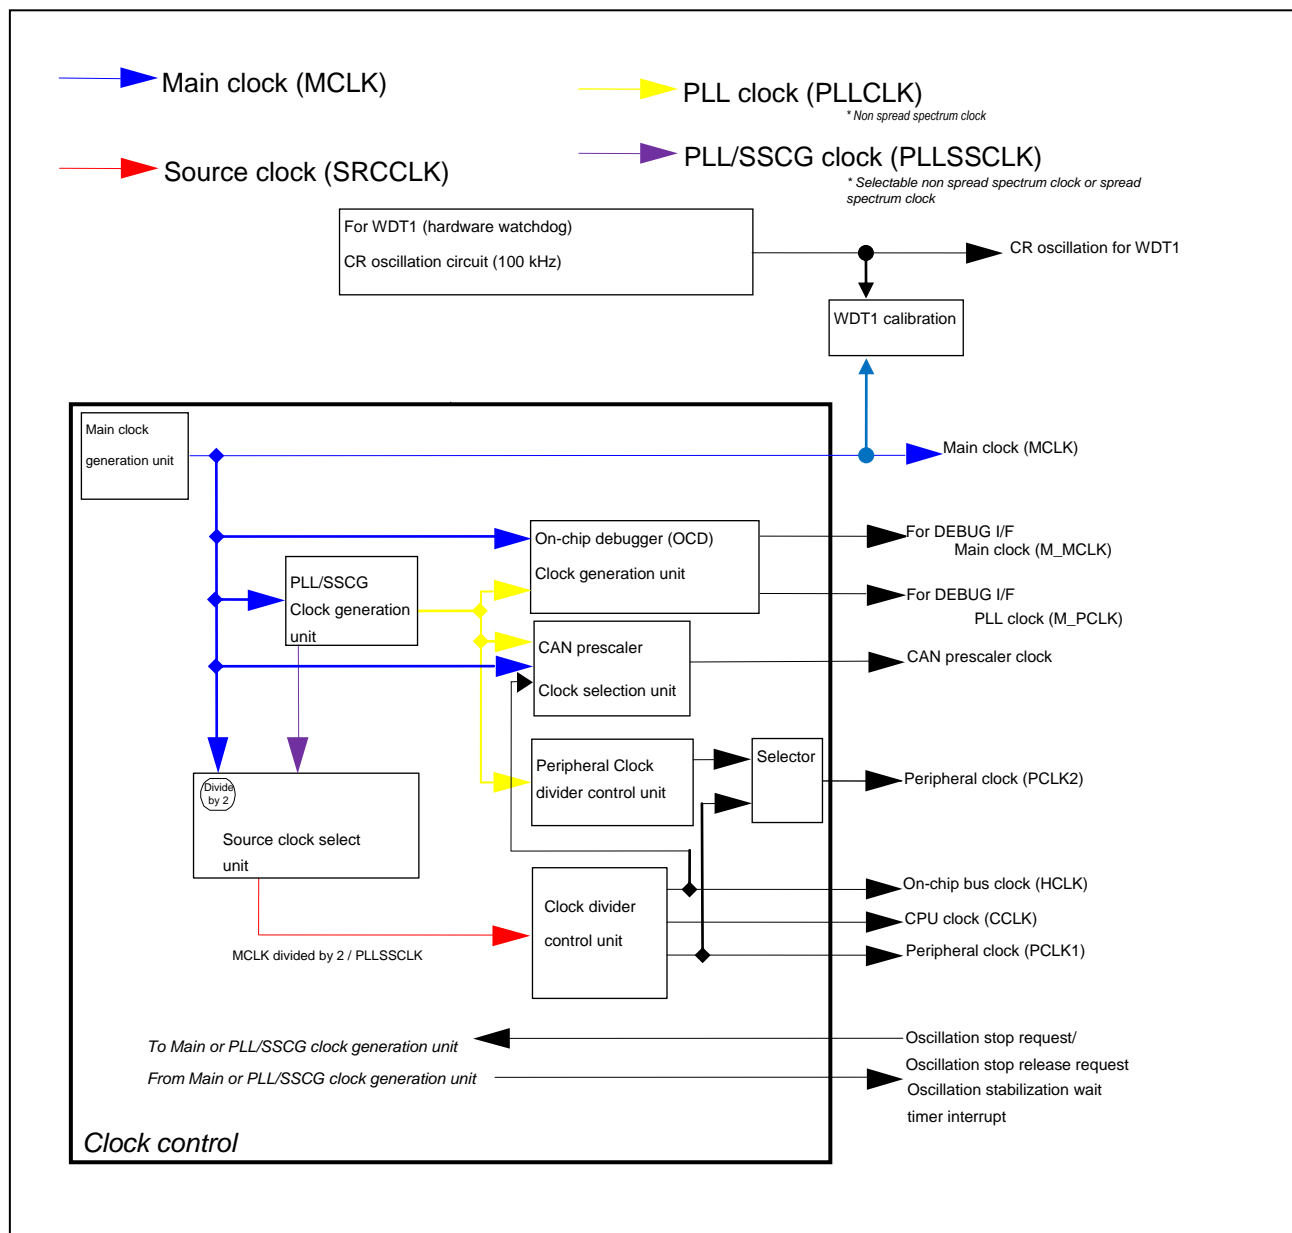 Main clock (MCLK)
PLL clock (PLLCLK)
* Non spread spectrum clock
Source clock (SRCCLK)
PLL/SSCG clock (PLLSSCLK)
* Selectable non spread spectrum clock or spread
spectrum clock
For WDT1 (hardware watchdog)
CR oscillation circuit (100 kHz)
CR oscillation for WDT1
WDT1 calibration
Main clock
generation unit
Main clock (MCLK)
On-chip debugger (OCD)
Clock generation unit
For DEBUG I/F
Main clock (M_MCLK)
For DEBUG I/F
PLL clock (M_PCLK)
PLL/SSCG
Clock generation
unit
CAN prescaler
Clock selection unit
CAN prescaler clock
Peripheral Clock
divider control unit
Selector
Peripheral clock (PCLK2)
Divide
by 2
Source clock select
unit
Clock divider
control unit
On-chip bus clock (HCLK)
CPU clock (CCLK)
Peripheral clock (PCLK1)
MCLK divided by 2 / PLLSSCLK
To Main or PLL/SSCG clock generation unit
Oscillation stop request/
Oscillation stop release request
From Main or PLL/SSCG clock generation unit
Oscillation stabilization wait
timer interrupt
Clock control